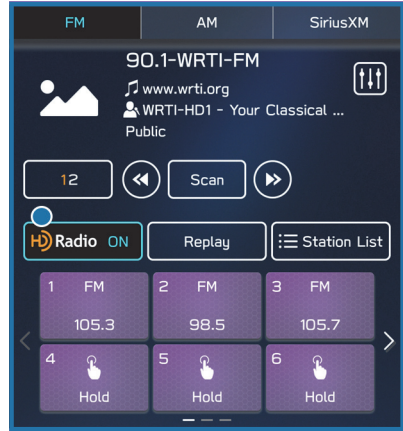 FM AM SiriusXM
90.1-WRTI-FM
www.wrti.org
WRTI-HD1 - Your Classical ...
Public
12 Scan
HD Radio ON Replay Station List
1 FM 2 FM 3 FM
105.3 98.5 105.7
4 5 6
Hold Hold Hold